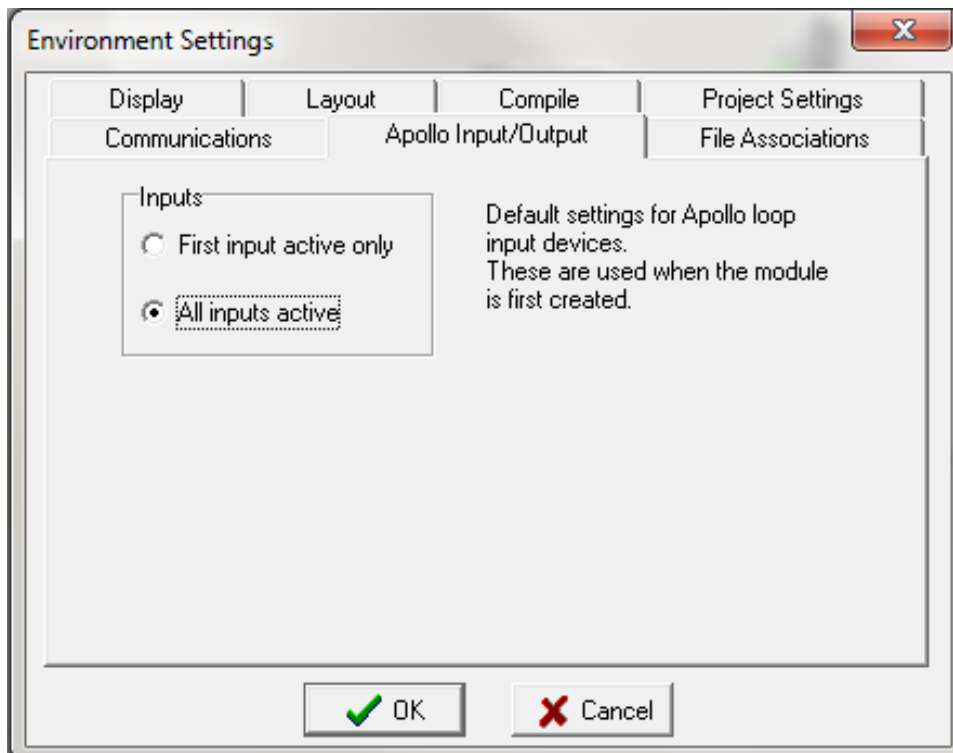 Environment Settings
Display Layout Compile Project Settings
Communications Apollo Input/Output File Associations
Inputs
First input active only
All inputs active
Default settings for Apollo loop
input devices.
These are used when the module
is first created.
OK Cancel